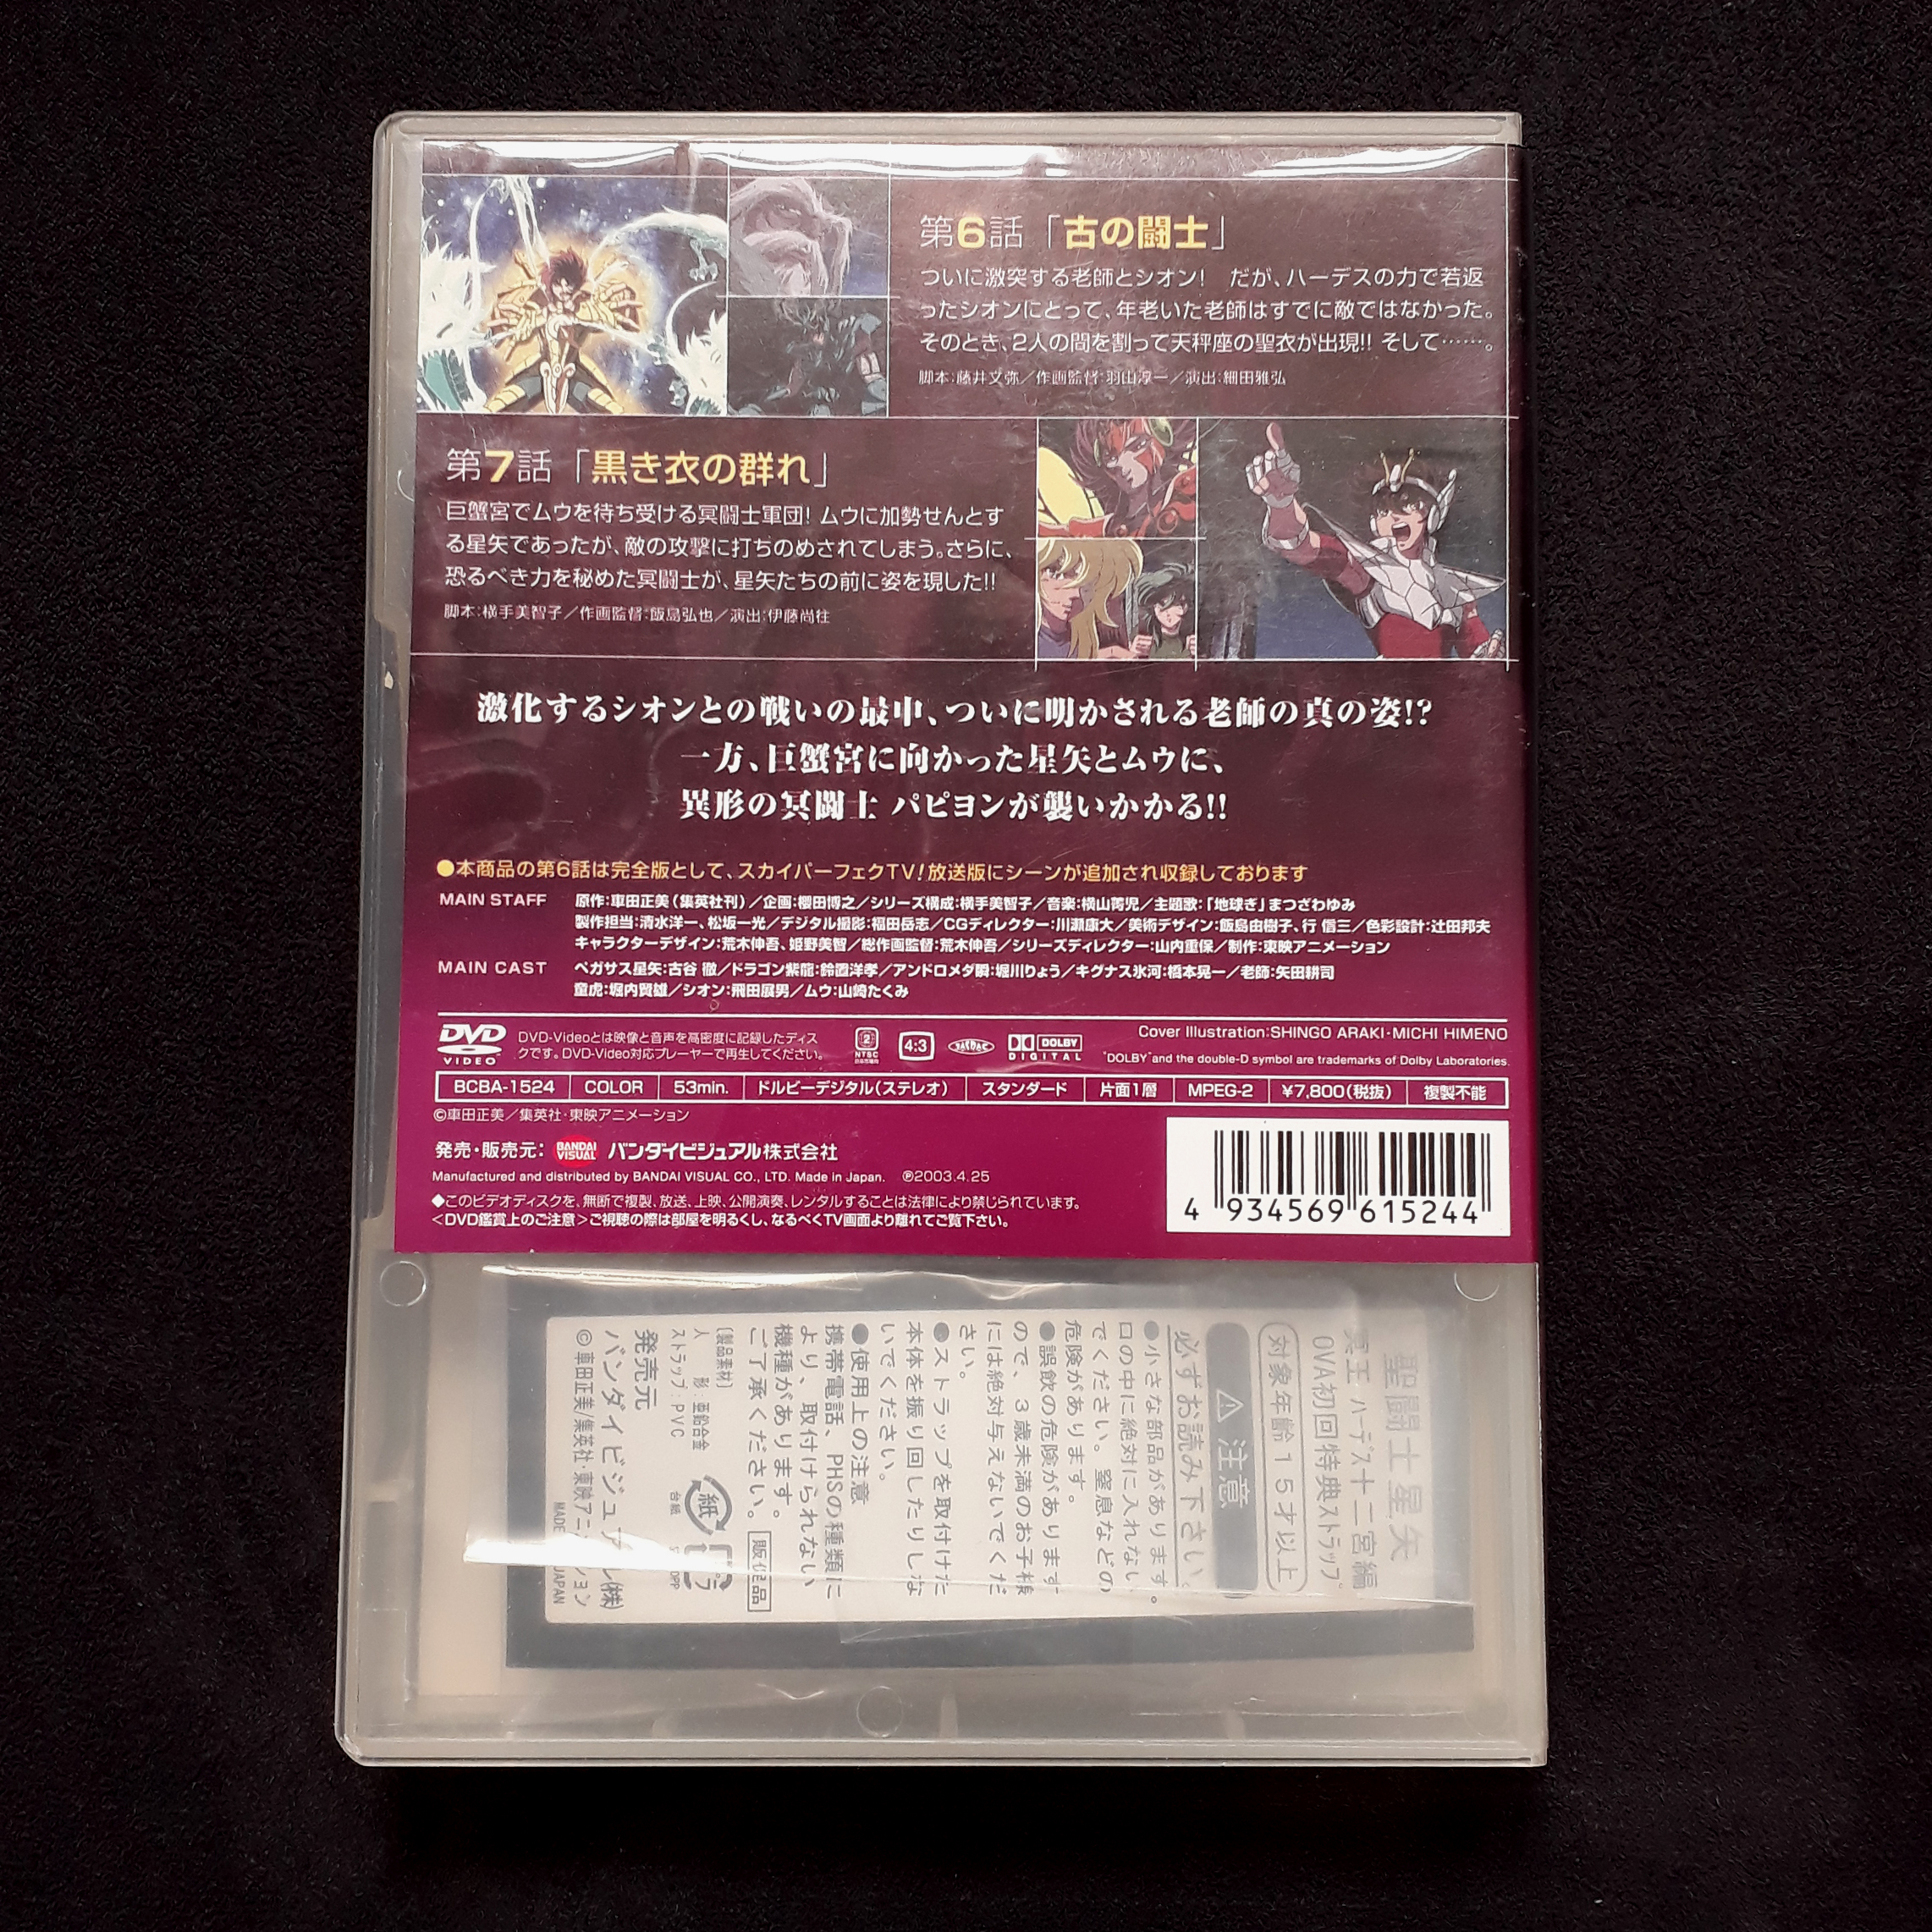 第6話「古の闘士」
ついに激突する老師とシオン! だが、ハーデスの力で若返
ったシオンにとって、年老いた老師はすでに敵ではなかった。
そのとき、2人の間を割って天秤座の聖衣が出現!! そして……。
脚本:藤井文弥／作画監督:羽山淳一／演出:細田雅弘
第7話「黒き衣の群れ」
巨蟹宮でムウを待ち受ける冥闘士軍団! ムウに加勢せんとす
る星矢であったが、敵の攻撃に打ちのめされてしまう。さらに、
恐るべき力を秘めた冥闘士が、星矢たちの前に姿を現した!!
脚本:横手美智子／作画監督:飯島弘也／演出:伊藤尚往
激化するシオンとの戦いの最中、ついに明かされる老師の真の姿!?
一方、巨蟹宮に向かった星矢とムウに、
異形の冥闘士 パピヨンが襲いかかる!!
●本商品の第6話は完全版として、スカイパーフェクTV!放送版にシーンが追加され収録しております
MAIN STAFF 原作:車田正美(集英社刊)／企画:櫻田博之／シリーズ構成:横手美智子／音楽:横山菁児／主題歌:「地球ぎ」まつざわゆみ
製作担当:清水洋一、松坂一光／デジタル撮影:福田岳志／CGディレクター:川瀬康大／美術デザイン:飯島由樹子、行 信三／色彩設計:辻田邦夫
キャラクターデザイン:荒木伸吾、姫野美智／総作画監督:荒木伸吾／シリーズディレクター:山内重保／制作:東映アニメーション
MAIN CAST ペガサス星矢:古谷 徹／ドラゴン紫龍:鈴置洋孝／アンドロメダ瞬:堀川りょう／キグナス氷河:橋本晃一／老師:矢田耕司
童虎:堀内賢雄／シオン:飛田展男／ムウ:山崎たくみ
DVD VIDEO
DVD-Videoとは映像と音声を高密度に記録したディス
クです。DVD-Video対応プレーヤーで再生してください。
2 NTSC 日本市場向
4:3
DOLBY DIGITAL
Cover Illustration:SHINGO ARAKI・MICHI HIMENO
"DOLBY"and the double-D symbol are trademarks of Dolby Laboratories.
BCBA-1524 COLOR 53min. ドルビーデジタル(ステレオ) スタンダード 片面1層 MPEG-2 ¥7,800(税抜) 複製不能
©車田正美／集英社・東映アニメーション
発売・販売元: BANDAI VISUAL バンダイビジュアル株式会社
Manufactured and distributed by BANDAI VISUAL CO., LTD. Made in Japan. ℗2003.4.25
◆このビデオディスクを、無断で複製、放送、上映、公開演奏、レンタルすることは法律により禁じられています。
<DVD鑑賞上のご注意>ご視聴の際は部屋を明るくし、なるべくTV画面より離れてご覧下さい。
4 934569 615244
聖闘士星矢
冥王 ハーデス十二宮編
OVA初回特典ストラップ
対象年齢15才以上
⚠ 注意
必ずお読み下さい。
●小さな部品があります。
口の中に絶対に入れない
でください。窒息などの
危険があります。
●誤飲の危険があります
ので、3歳未満のお子様
には絶対与えないでくだ
さい。
●ストラップを取付けた
本体を振り回したりしな
いでください。
●使用上の注意
携帯電話、PHSの種類に
より、取付けられない
機種があります。
ご了承ください。
販促品
[製品素材]
人 形:亜鉛合金
ストラップ:PVC
紙
台紙
プラ
OPP
発売元
バンダイビジュアル(株)
©車田正美/集英社・東映アニメーション
MADE JAPAN